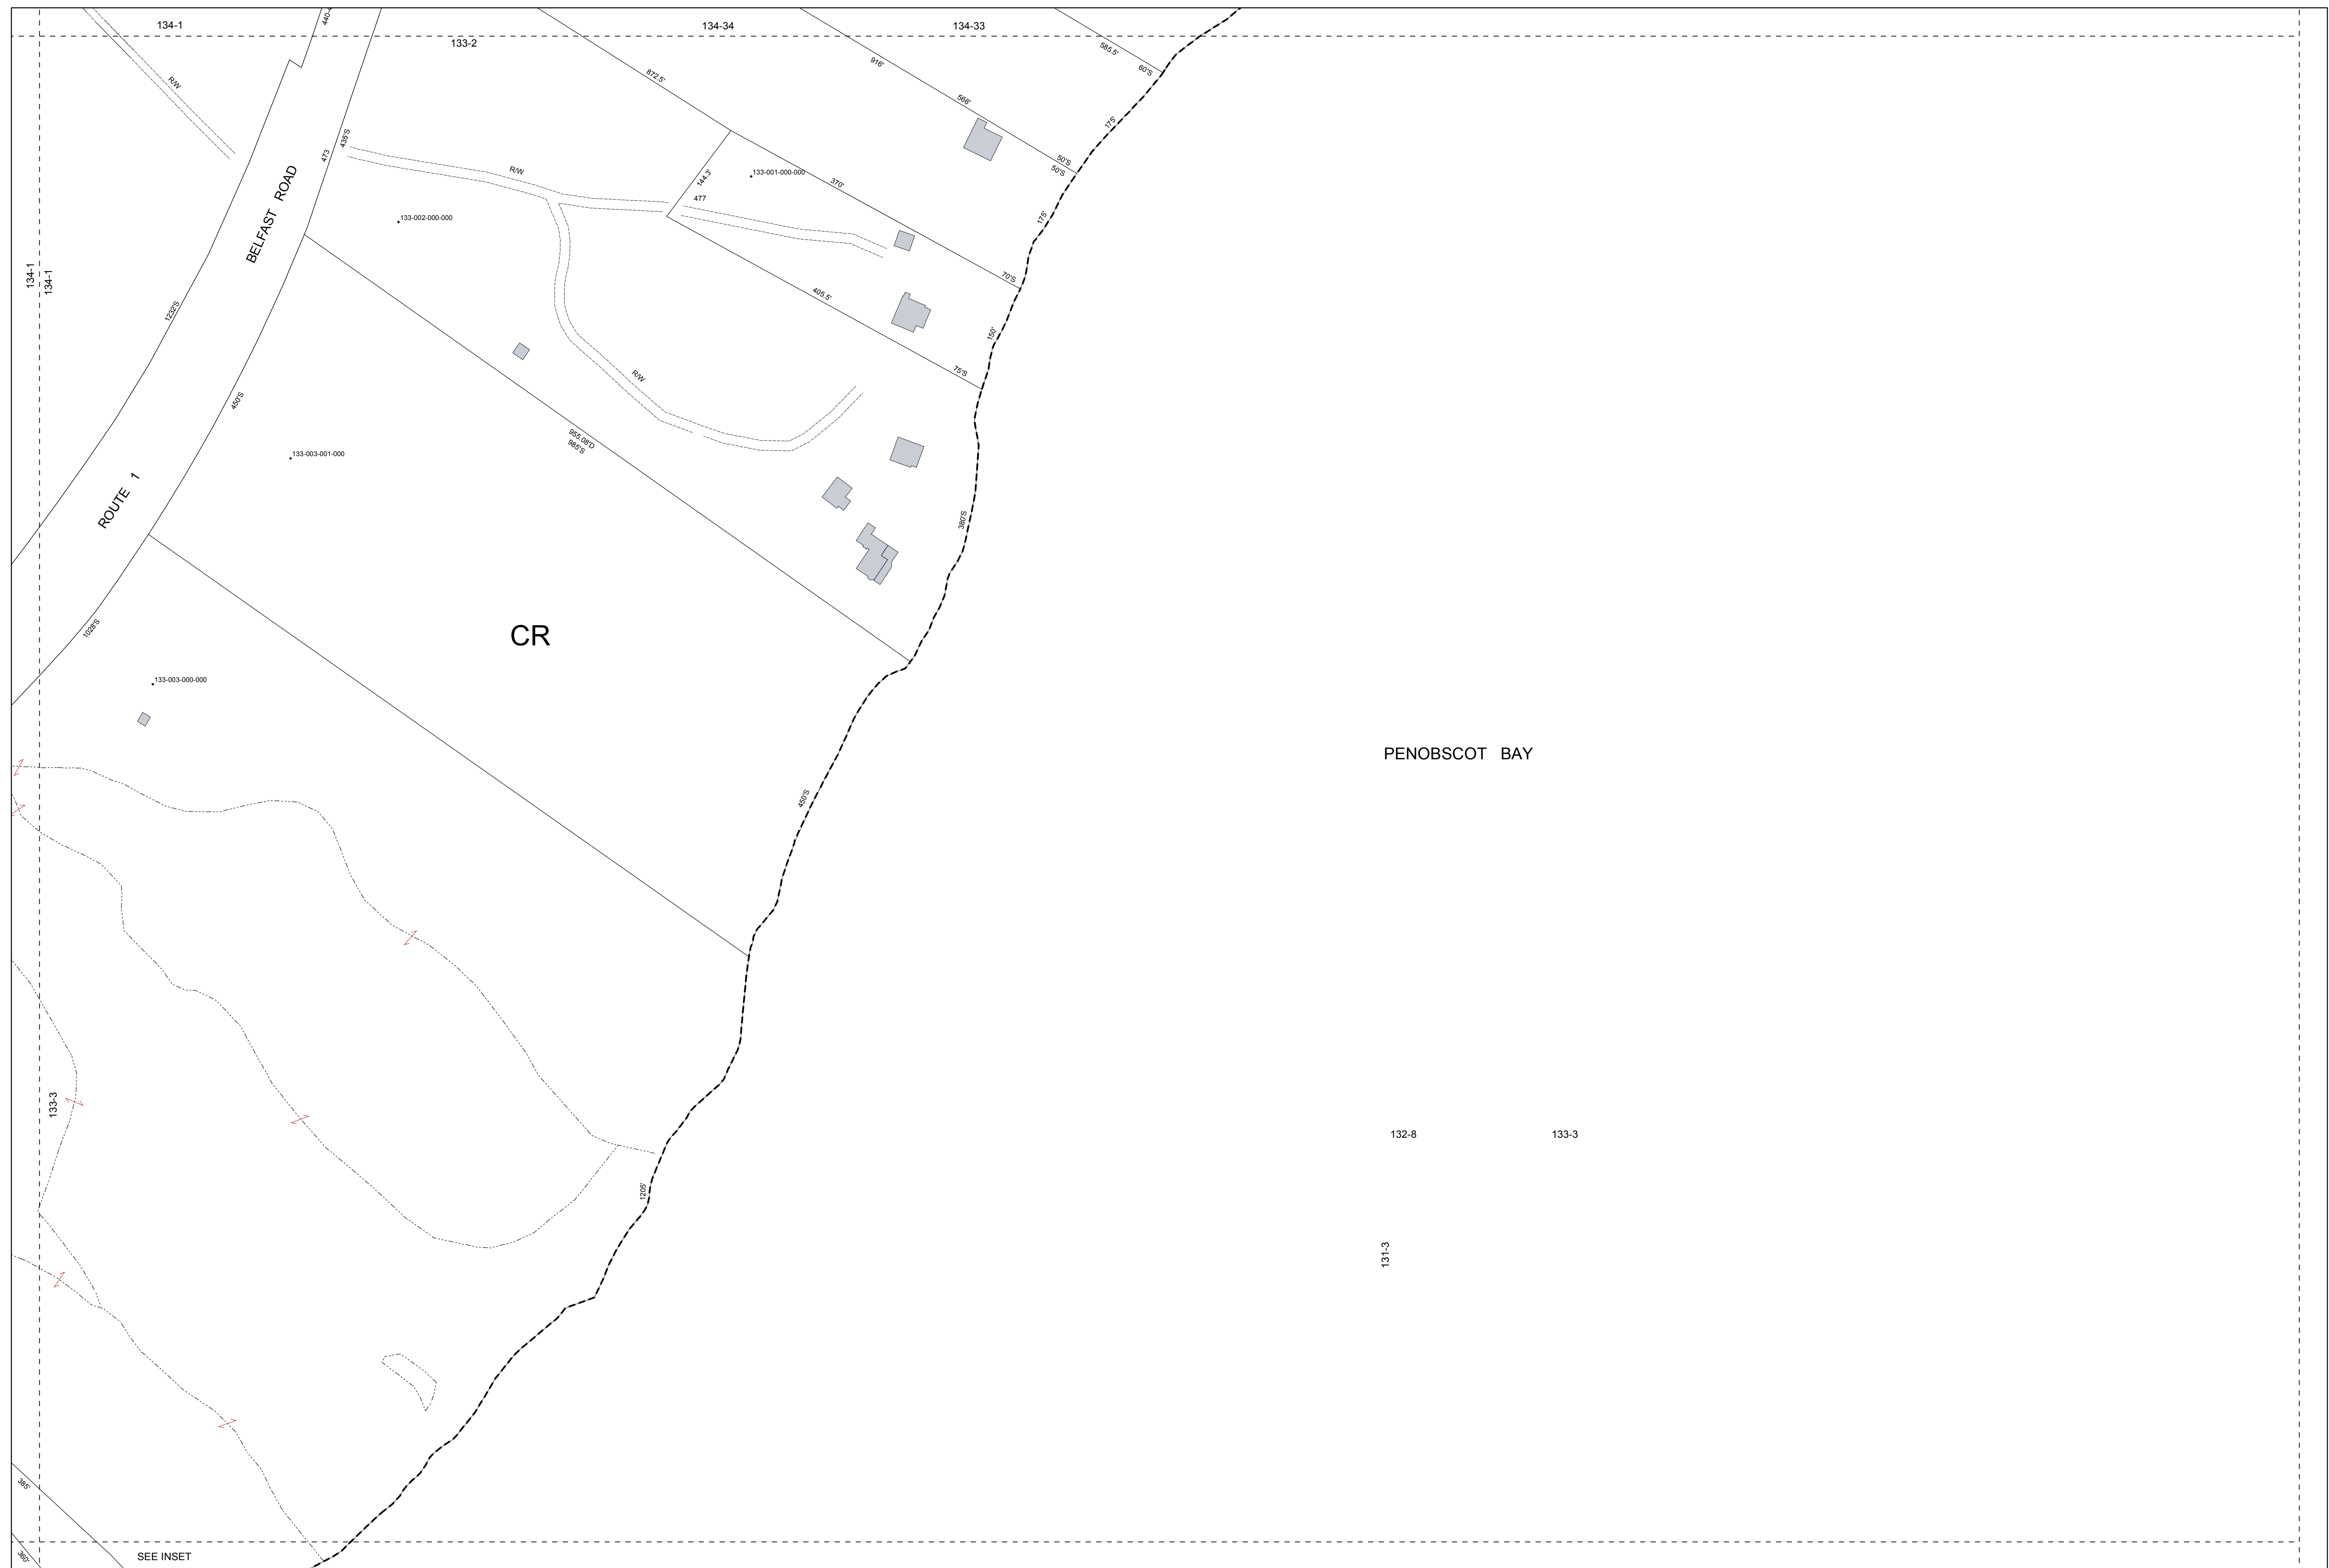 134-1
440-
133-2
134-34
134-33
585.5'
60'S
916'
872.5'
R/W
566'
175'
473
435'S
50'S
50'S
R/W
144.3'
133-001-000-000
370'
477
133-002-000-000
175'
BELFAST ROAD
134-1
134-1
70'S
1232'S
405.5'
150'
75'S
R/W
450'S
955.08'D
985'S
133-003-001-000
ROUTE 1
380'S
1028'S
CR
133-003-000-000
PENOBSCOT BAY
450'S
133-3
132-8
133-3
1205'
131-3
385'
360'
SEE INSET